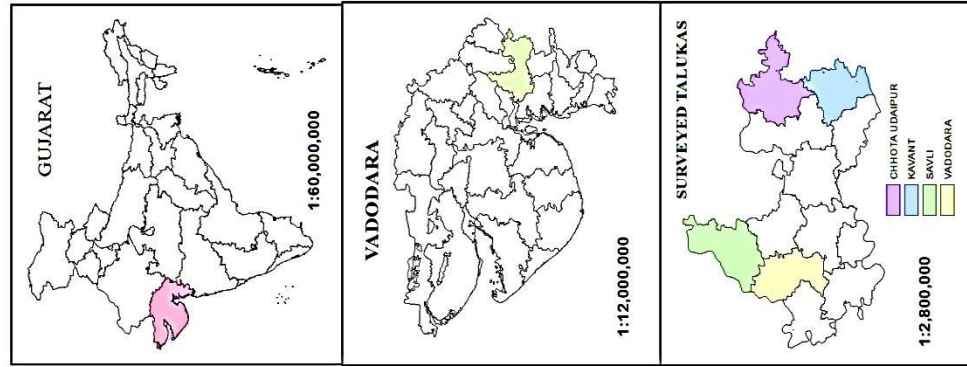 GUJARAT
1:60,000,000
VADODARA
1:12,000,000
SURVEYED TALUKAS
CHHOTA UDAIPUR
KAVANT
SAVLI
VADODARA
1:2,800,000